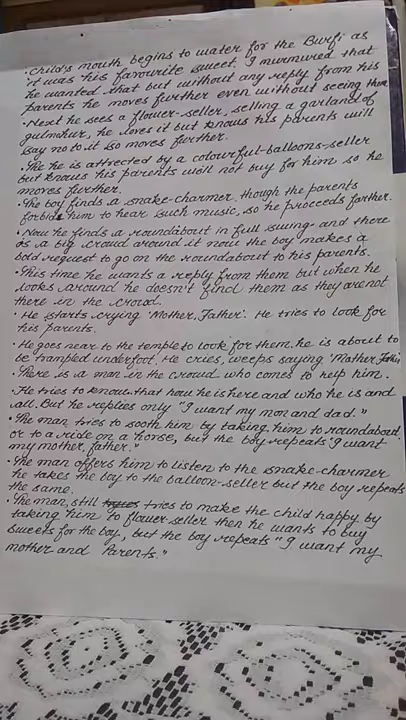 • Child's mouth begins to water for the Burfi as
it was his favourite sweet. I murmured that
he wanted that but without any reply from his
parents he moves further even without seeing them
• Next he sees a flower-seller, selling a garland of
gulmohur, he loves it but knows his parents will
say no to it so moves further.
• The he is attrected by a colourful-balloons-seller
but knows his parents will not buy for him so he
moves further.
• The boy finds a snake-charmer, though the parents
forbid him to hear such music, so he proceeds farther.
• Now he finds a roundabout in full swing and there
is a big crowd around it now the boy makes a
bold request to go on the roundabout to his parents.
• This time he wants a reply from them but when he
looks around he doesn't find them as they are not
there in the crowd.
• He starts crying 'Mother, Father'. He tries to look for
his parents.
• He goes near to the temple to look for them. he is about to
be trampled underfoot. He cries, weeps saying 'Mother, Father'
• There is a man in the crowd who comes to help him.
• He tries to know that how he is here and who he is and
all. But he replies only "I want my mom and dad."
• The man tries to sooth him by taking him to roundabout
or to a ride on a horse, but the boy repeats "I want
my mother, father."
• The man offers him to listen to the snake-charmer
he takes the boy to the balloon-seller but the boy repeats
the same.
• The man, still tries to make the child happy by
taking him to flower seller then he wants to buy
sweets for the boy, but the boy repeats "I want my
mother and Parents."